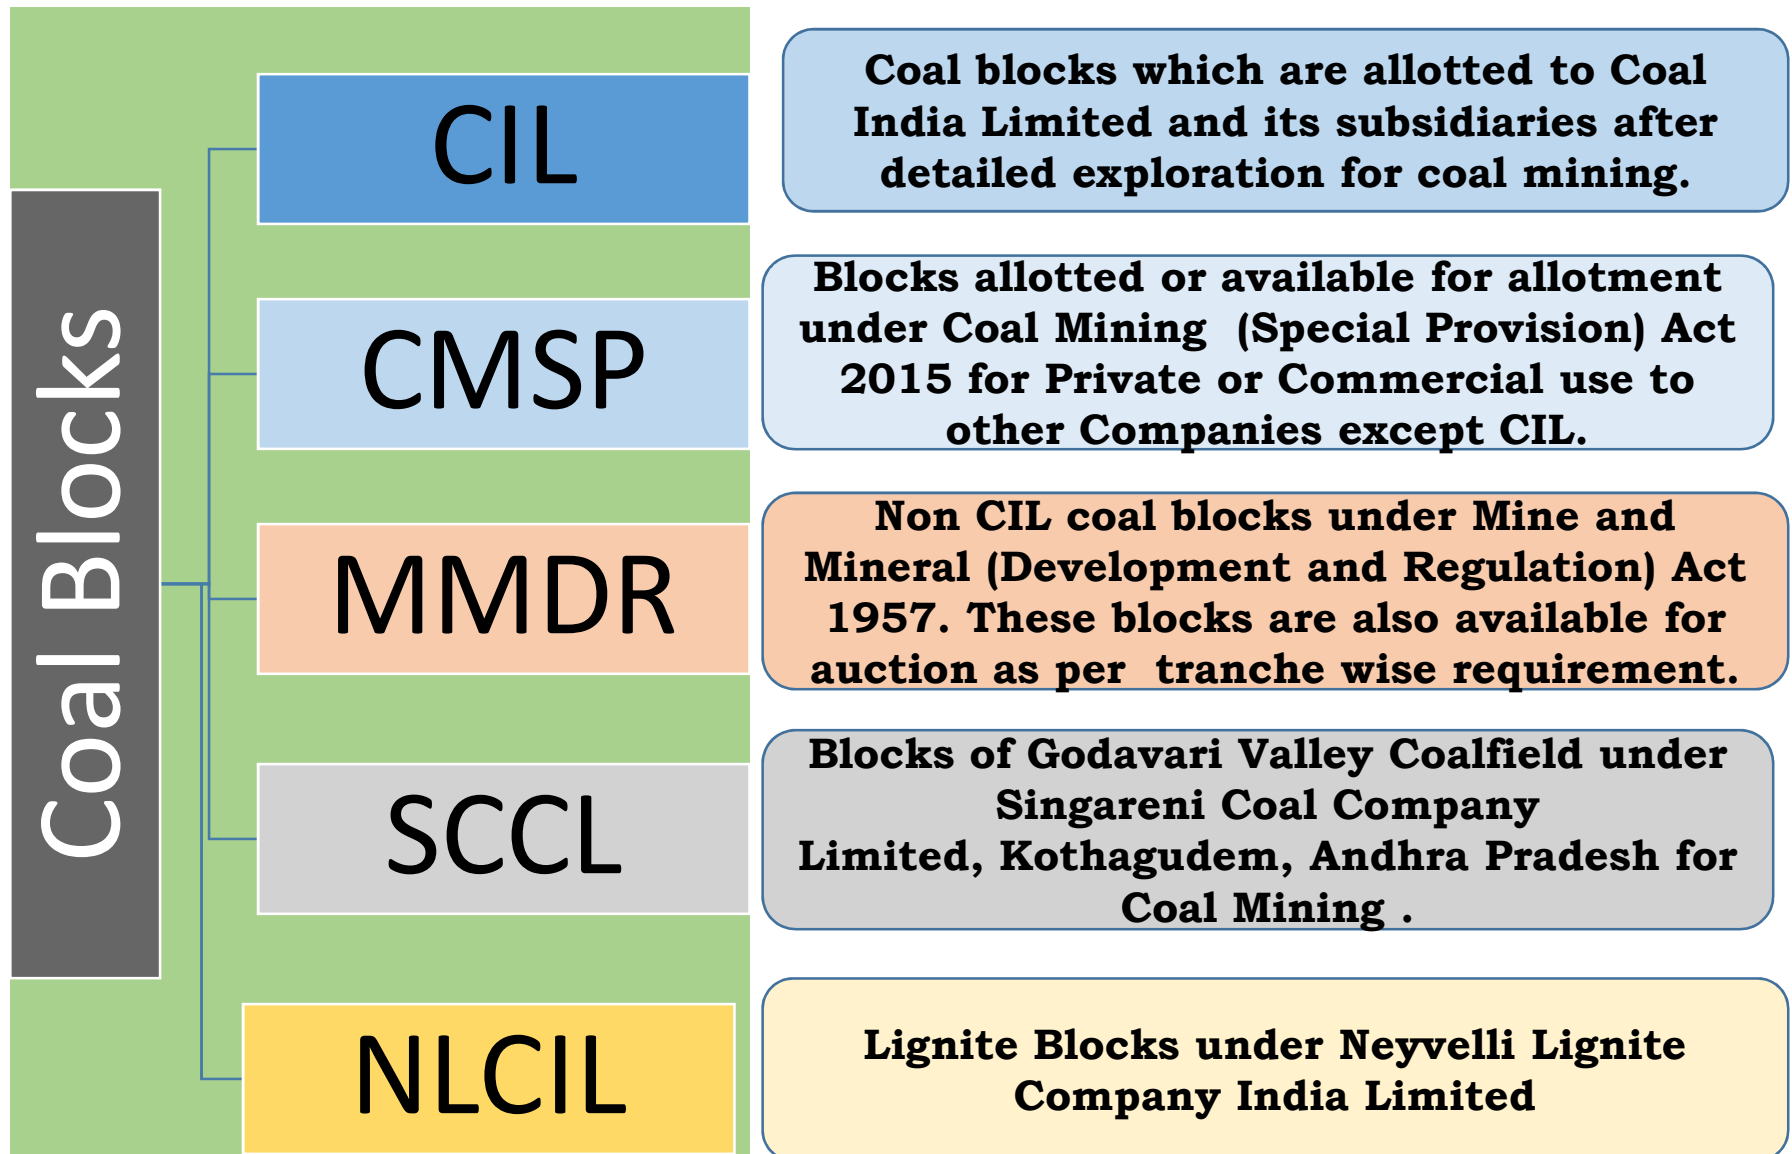 Coal Blocks
CIL
Coal blocks which are allotted to Coal
India Limited and its subsidiaries after
detailed exploration for coal mining.
CMSP
Blocks allotted or available for allotment
under Coal Mining  (Special Provision) Act
2015 for Private or Commercial use to
other Companies except CIL.
MMDR
Non CIL coal blocks under Mine and
Mineral (Development and Regulation) Act
1957. These blocks are also available for
auction as per  tranche wise requirement.
SCCL
Blocks of Godavari Valley Coalfield under
Singareni Coal Company
Limited, Kothagudem, Andhra Pradesh for
Coal Mining .
NLCIL
Lignite Blocks under Neyvelli Lignite
Company India Limited